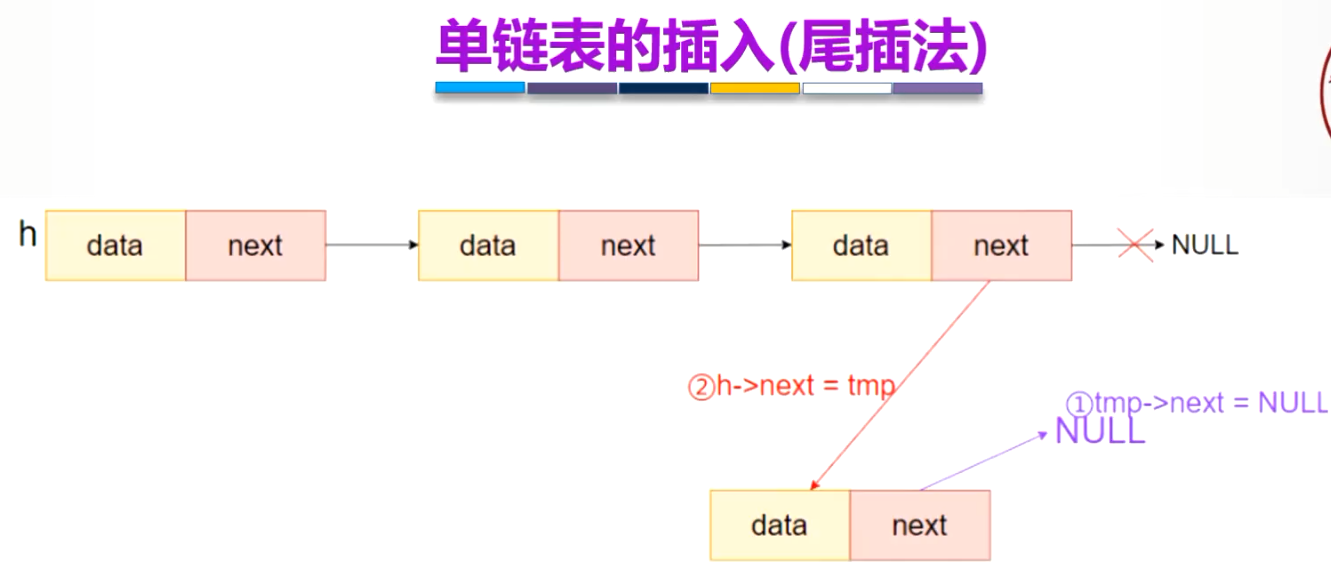 单链表的插入(尾插法)
h data next data next data next NULL
②h->next = tmp
①tmp->next = NULL
NULL
data next